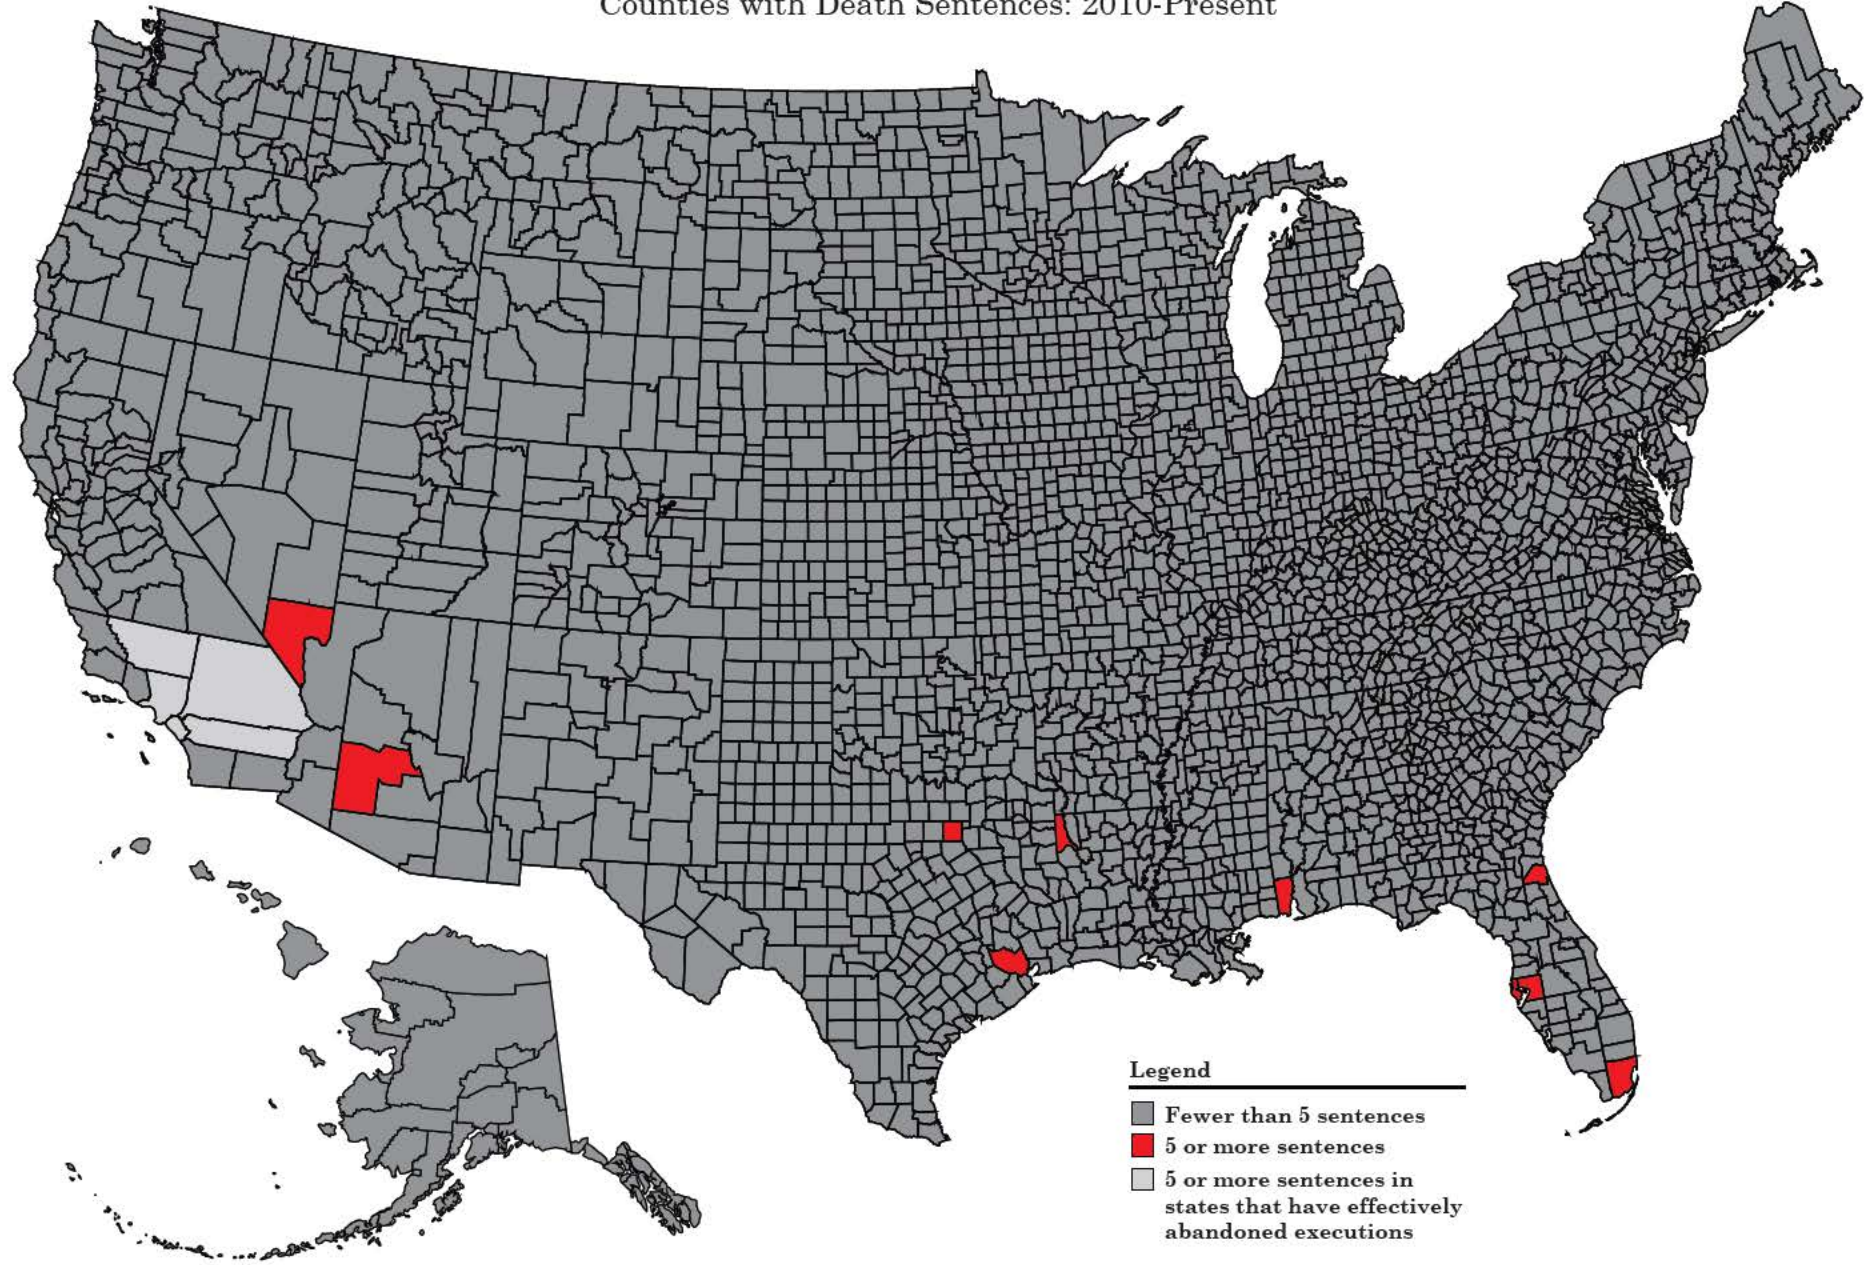 Counties with Death Sentences: 2010-Present
Legend
Fewer than 5 sentences
5 or more sentences
5 or more sentences in
states that have effectively
abandoned executions